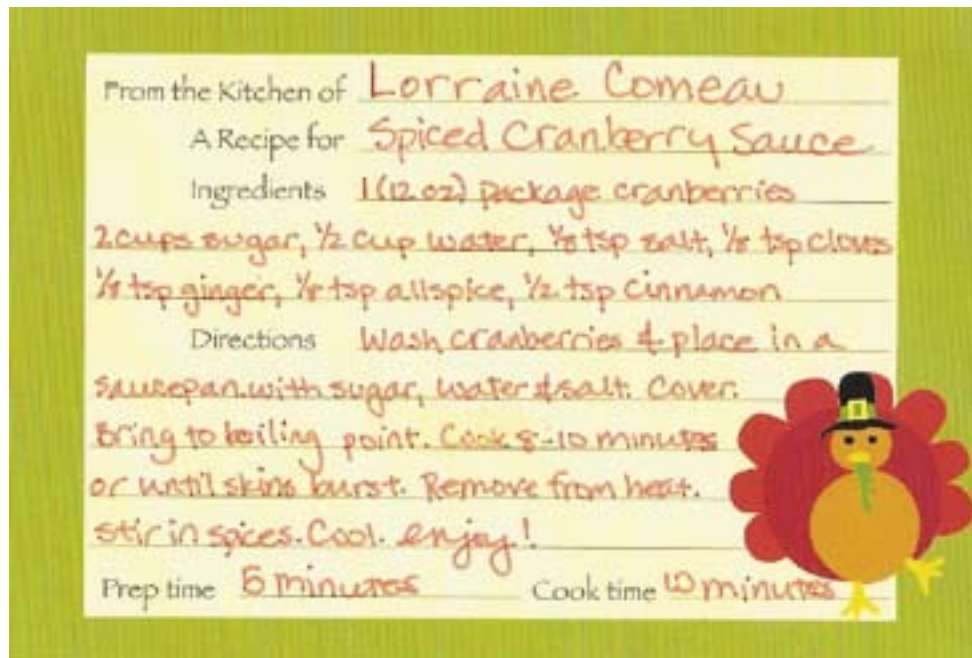 From the Kitchen of Lorraine Comeau
A Recipe for Spiced Cranberry Sauce
Ingredients 1 (12 oz) package cranberries
2 cups sugar, ½ cup water, ⅛ tsp salt, ⅛ tsp cloves
⅛ tsp ginger, ⅛ tsp allspice, ½ tsp cinnamon
Directions Wash cranberries & place in a
saucepan with sugar, water & salt. Cover.
Bring to boiling point. Cook 8-10 minutes
or until skins burst. Remove from heat.
stir in spices. Cool. enjoy!
Prep time 5 minutes Cook time 10 minutes